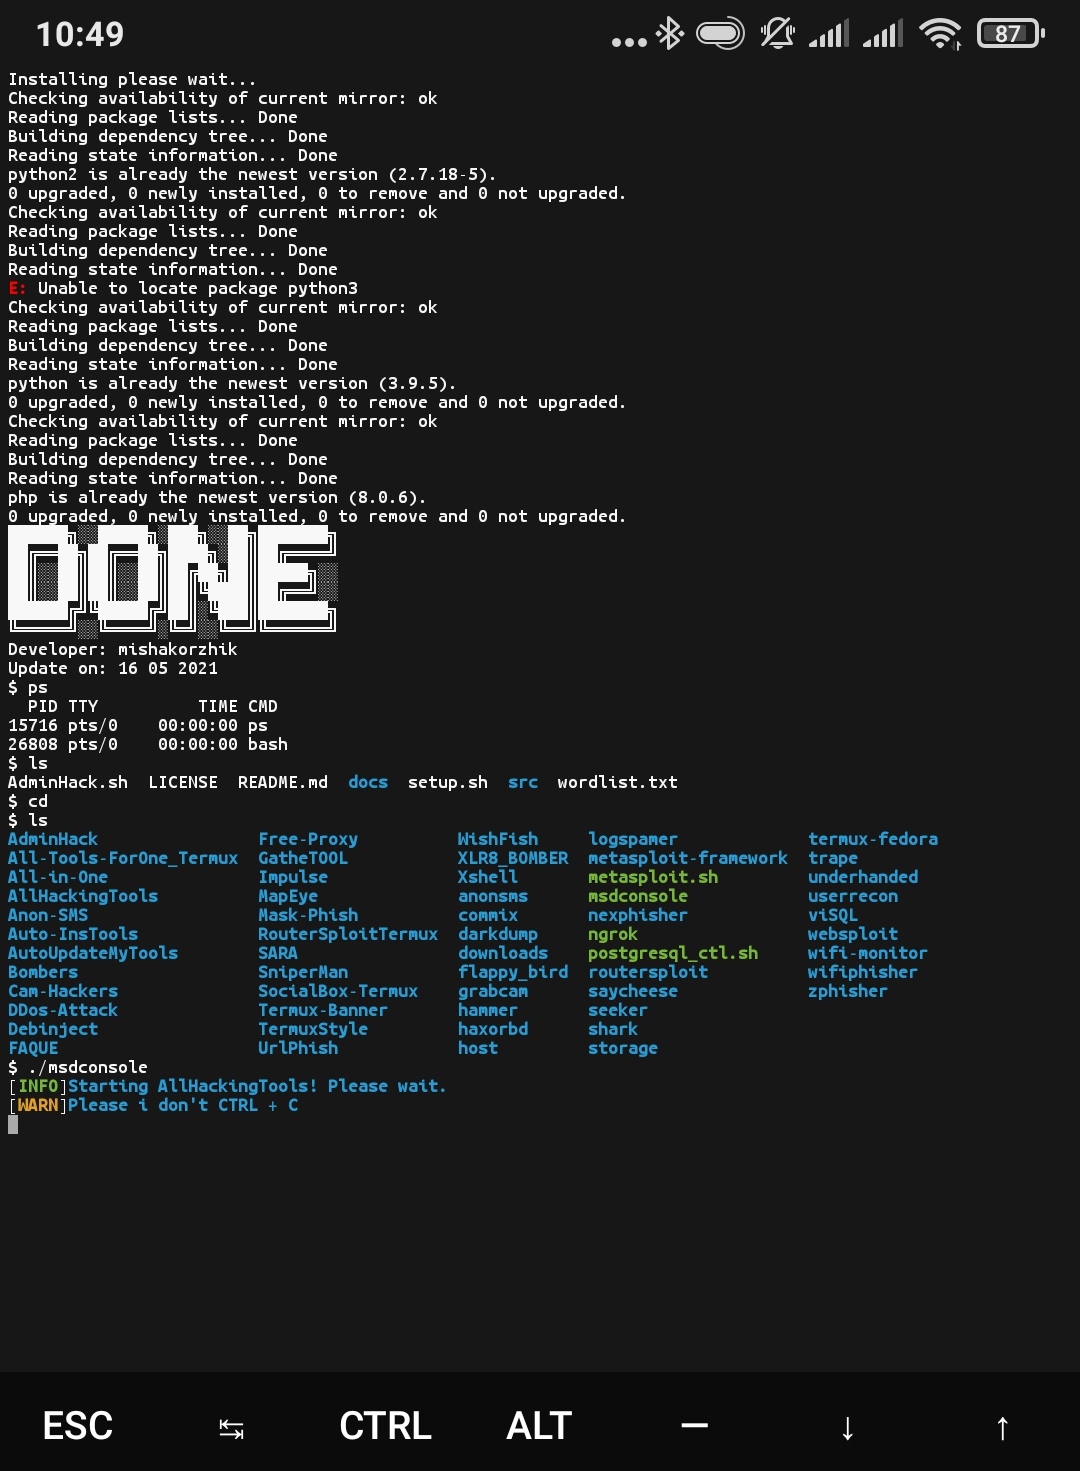 10:49
87
Installing please wait...
Checking availability of current mirror: ok
Reading package lists... Done
Building dependency tree... Done
Reading state information... Done
python2 is already the newest version (2.7.18-5).
0 upgraded, 0 newly installed, 0 to remove and 0 not upgraded.
Checking availability of current mirror: ok
Reading package lists... Done
Building dependency tree... Done
Reading state information... Done
E: Unable to locate package python3
Checking availability of current mirror: ok
Reading package lists... Done
Building dependency tree... Done
Reading state information... Done
python is already the newest version (3.9.5).
0 upgraded, 0 newly installed, 0 to remove and 0 not upgraded.
Checking availability of current mirror: ok
Reading package lists... Done
Building dependency tree... Done
Reading state information... Done
php is already the newest version (8.0.6).
0 upgraded, 0 newly installed, 0 to remove and 0 not upgraded.
DONE
Developer: mishakorzhik
Update on: 16 05 2021
$ ps
PID TTY TIME CMD
15716 pts/0 00:00:00 ps
26808 pts/0 00:00:00 bash
$ ls
AdminHack.sh LICENSE README.md docs setup.sh src wordlist.txt
$ cd
$ ls
AdminHack Free-Proxy WishFish logspamer termux-fedora
All-Tools-ForOne_Termux GatheTOOL XLR8_BOMBER metasploit-framework trape
All-in-One Impulse Xshell metasploit.sh underhanded
AllHackingTools MapEye anonsms msdconsole userrecon
Anon-SMS Mask-Phish commix nexphisher viSQL
Auto-InsTools RouterSploitTermux darkdump ngrok websploit
AutoUpdateMyTools SARA downloads postgresql_ctl.sh wifi-monitor
Bombers SniperMan flappy_bird routersploit wifiphisher
Cam-Hackers SocialBox-Termux grabcam saycheese zphisher
DDos-Attack Termux-Banner hammer seeker
Debinject TermuxStyle haxorbd shark
FAQUE UrlPhish host storage
$ ./msdconsole
[INFO]Starting AllHackingTools! Please wait.
[WARN]Please i don't CTRL + C
ESC ↹ CTRL ALT — ↓ ↑